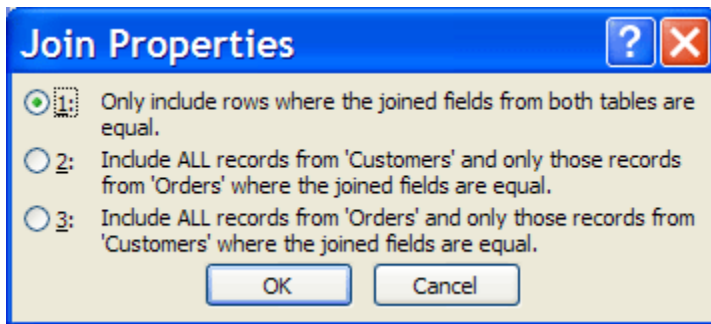 Join Properties
1: Only include rows where the joined fields from both tables are
equal.
2: Include ALL records from 'Customers' and only those records
from 'Orders' where the joined fields are equal.
3: Include ALL records from 'Orders' and only those records from
'Customers' where the joined fields are equal.
OK Cancel